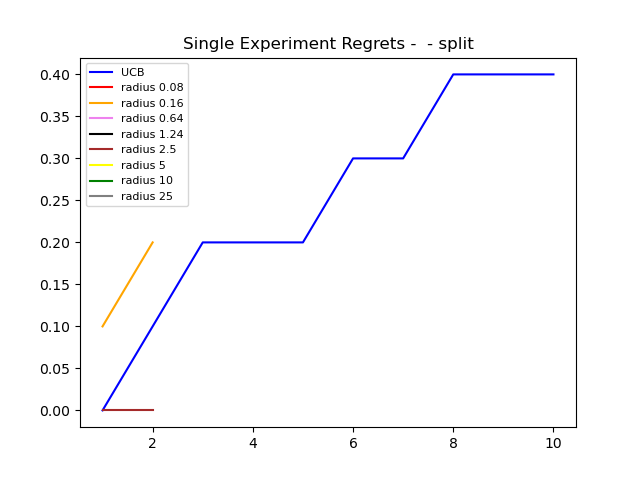 Single Experiment Regrets -  - split
0.40
0.35
0.30
0.25
0.20
0.15
0.10
0.05
0.00
UCB
radius 0.08
radius 0.16
radius 0.64
radius 1.24
radius 2.5
radius 5
radius 10
radius 25
2 4 6 8 10